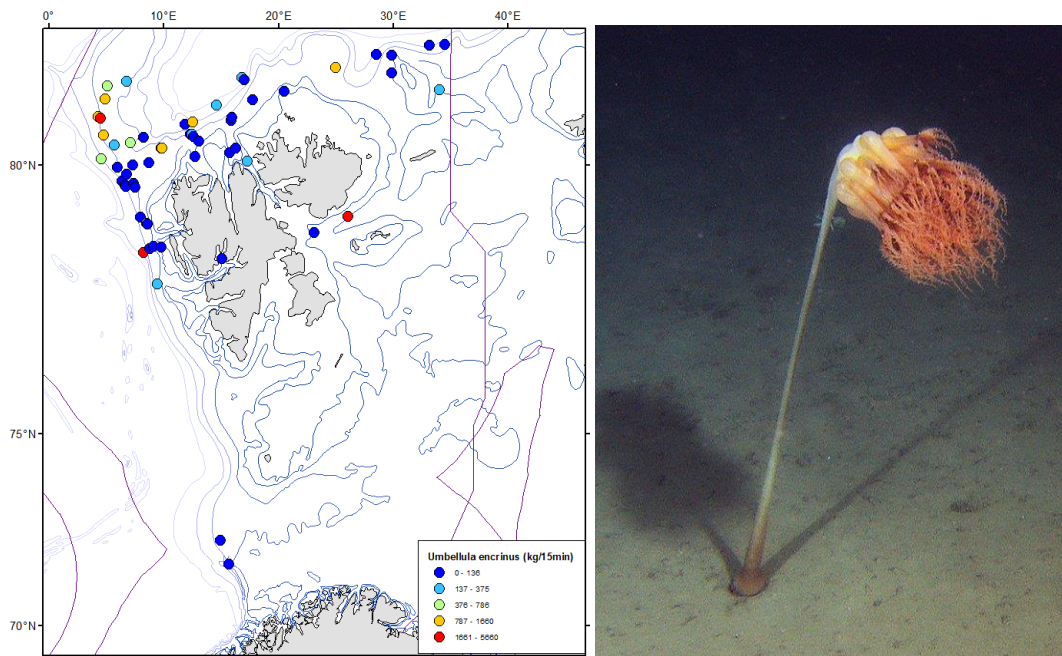 0° 10°E 20°E 30°E 40°E
80°N
75°N
70°N
Umbellula encrinus (kg/15min)
0 - 136
137 - 375
376 - 786
787 - 1660
1661 - 5660